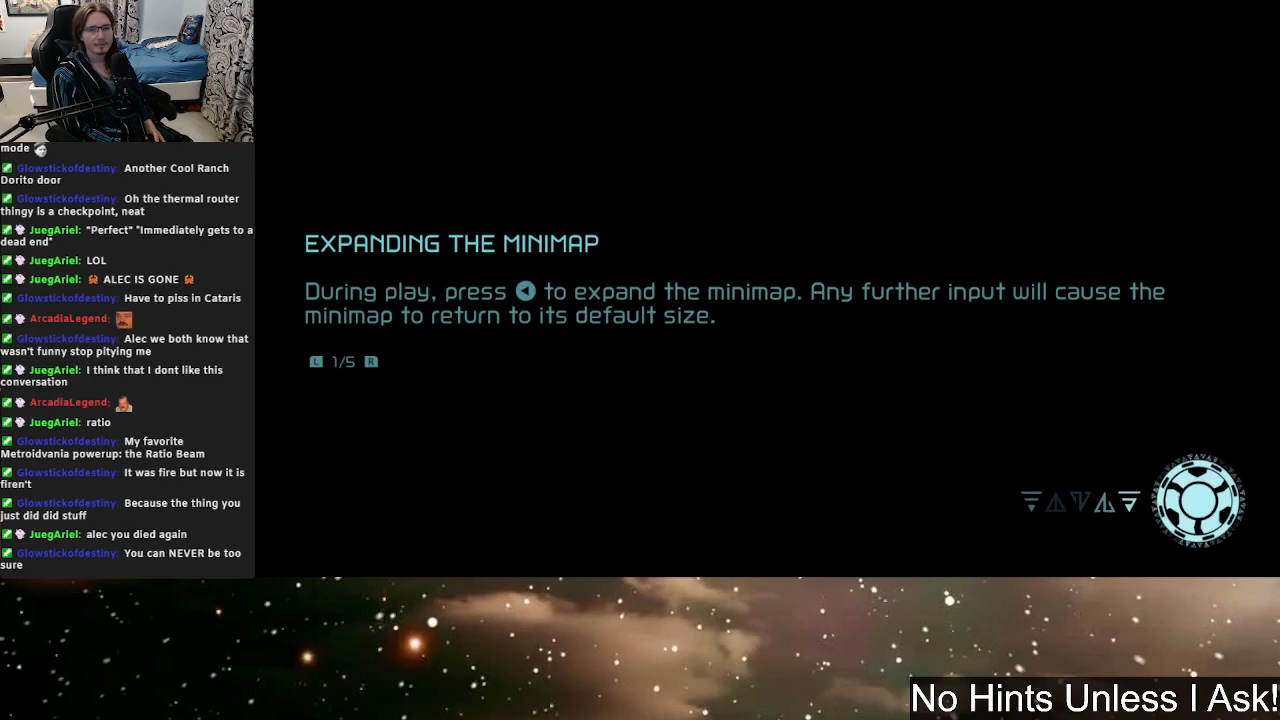 mode
Glowstickofdestiny: Another Cool Ranch
Dorito door
Glowstickofdestiny: Oh the thermal router
thingy is a checkpoint, neat
JuegAriel: "Perfect" *Immediately gets to a
dead end*
JuegAriel: LOL
JuegAriel: 🦀 ALEC IS GONE 🦀
Glowstickofdestiny: Have to piss in Cataris
ArcadiaLegend:
Glowstickofdestiny: Alec we both know that
wasn't funny stop pitying me
JuegAriel: I think that I dont like this
conversation
ArcadiaLegend:
JuegAriel: ratio
Glowstickofdestiny: My favorite
Metroidvania powerup: the Ratio Beam
Glowstickofdestiny: It was fire but now it is
firen't
Glowstickofdestiny: Because the thing you
just did did stuff
JuegAriel: alec you died again
Glowstickofdestiny: You can NEVER be too
sure
EXPANDING THE MINIMAP
During play, press ◀ to expand the minimap. Any further input will cause the
minimap to return to its default size.
L 1/5 R
No Hints Unless I Ask!